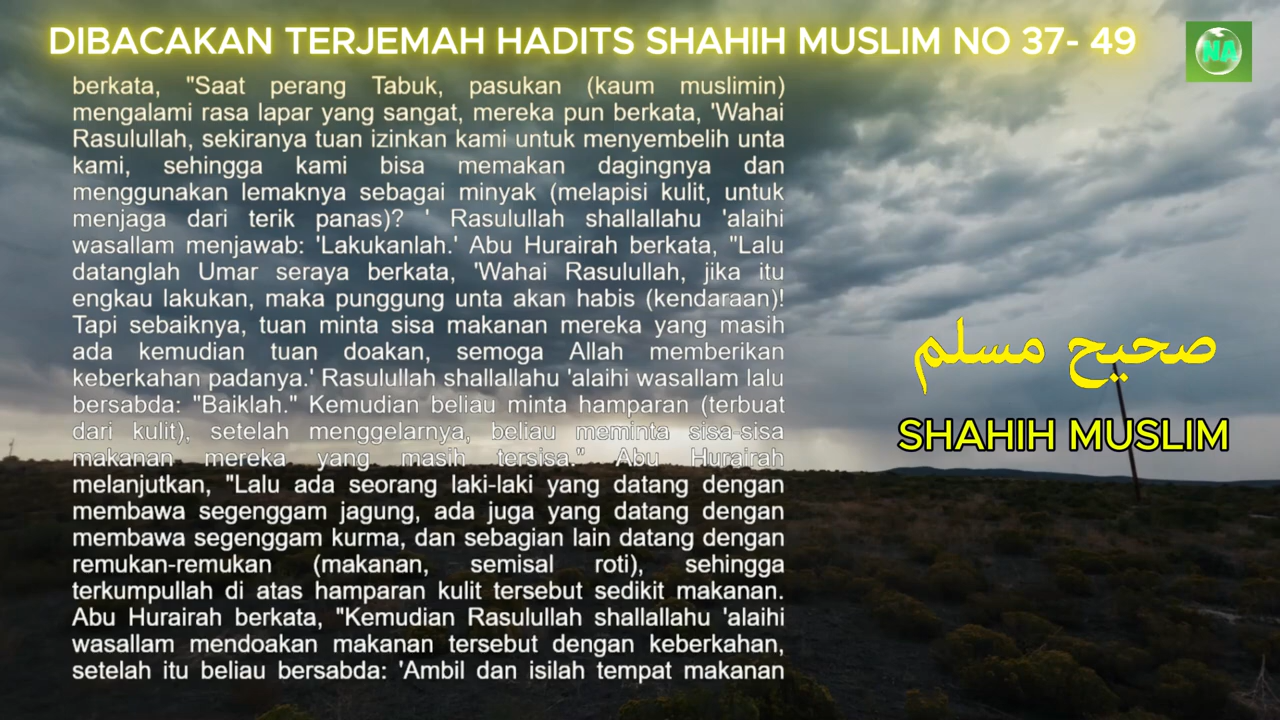 DIBACAKAN TERJEMAH HADITS SHAHIH MUSLIM NO 37- 49
NA
berkata, "Saat perang Tabuk, pasukan (kaum muslimin)
mengalami rasa lapar yang sangat, mereka pun berkata, 'Wahai
Rasulullah, sekiranya tuan izinkan kami untuk menyembelih unta
kami, sehingga kami bisa memakan dagingnya dan
menggunakan lemaknya sebagai minyak (melapisi kulit, untuk
menjaga dari terik panas)? ' Rasulullah shallallahu 'alaihi
wasallam menjawab: 'Lakukanlah.' Abu Hurairah berkata, "Lalu
datanglah Umar seraya berkata, 'Wahai Rasulullah, jika itu
engkau lakukan, maka punggung unta akan habis (kendaraan)!
Tapi sebaiknya, tuan minta sisa makanan mereka yang masih
ada kemudian tuan doakan, semoga Allah memberikan
keberkahan padanya.' Rasulullah shallallahu 'alaihi wasallam lalu
bersabda: "Baiklah." Kemudian beliau minta hamparan (terbuat
dari kulit), setelah menggelarnya, beliau meminta sisa-sisa
makanan mereka yang masih tersisa." Abu Hurairah
melanjutkan, "Lalu ada seorang laki-laki yang datang dengan
membawa segenggam jagung, ada juga yang datang dengan
membawa segenggam kurma, dan sebagian lain datang dengan
remukan-remukan (makanan, semisal roti), sehingga
terkumpullah di atas hamparan kulit tersebut sedikit makanan.
Abu Hurairah berkata, "Kemudian Rasulullah shallallahu 'alaihi
wasallam mendoakan makanan tersebut dengan keberkahan,
setelah itu beliau bersabda: 'Ambil dan isilah tempat makanan
صحيح مسلم
SHAHIH MUSLIM